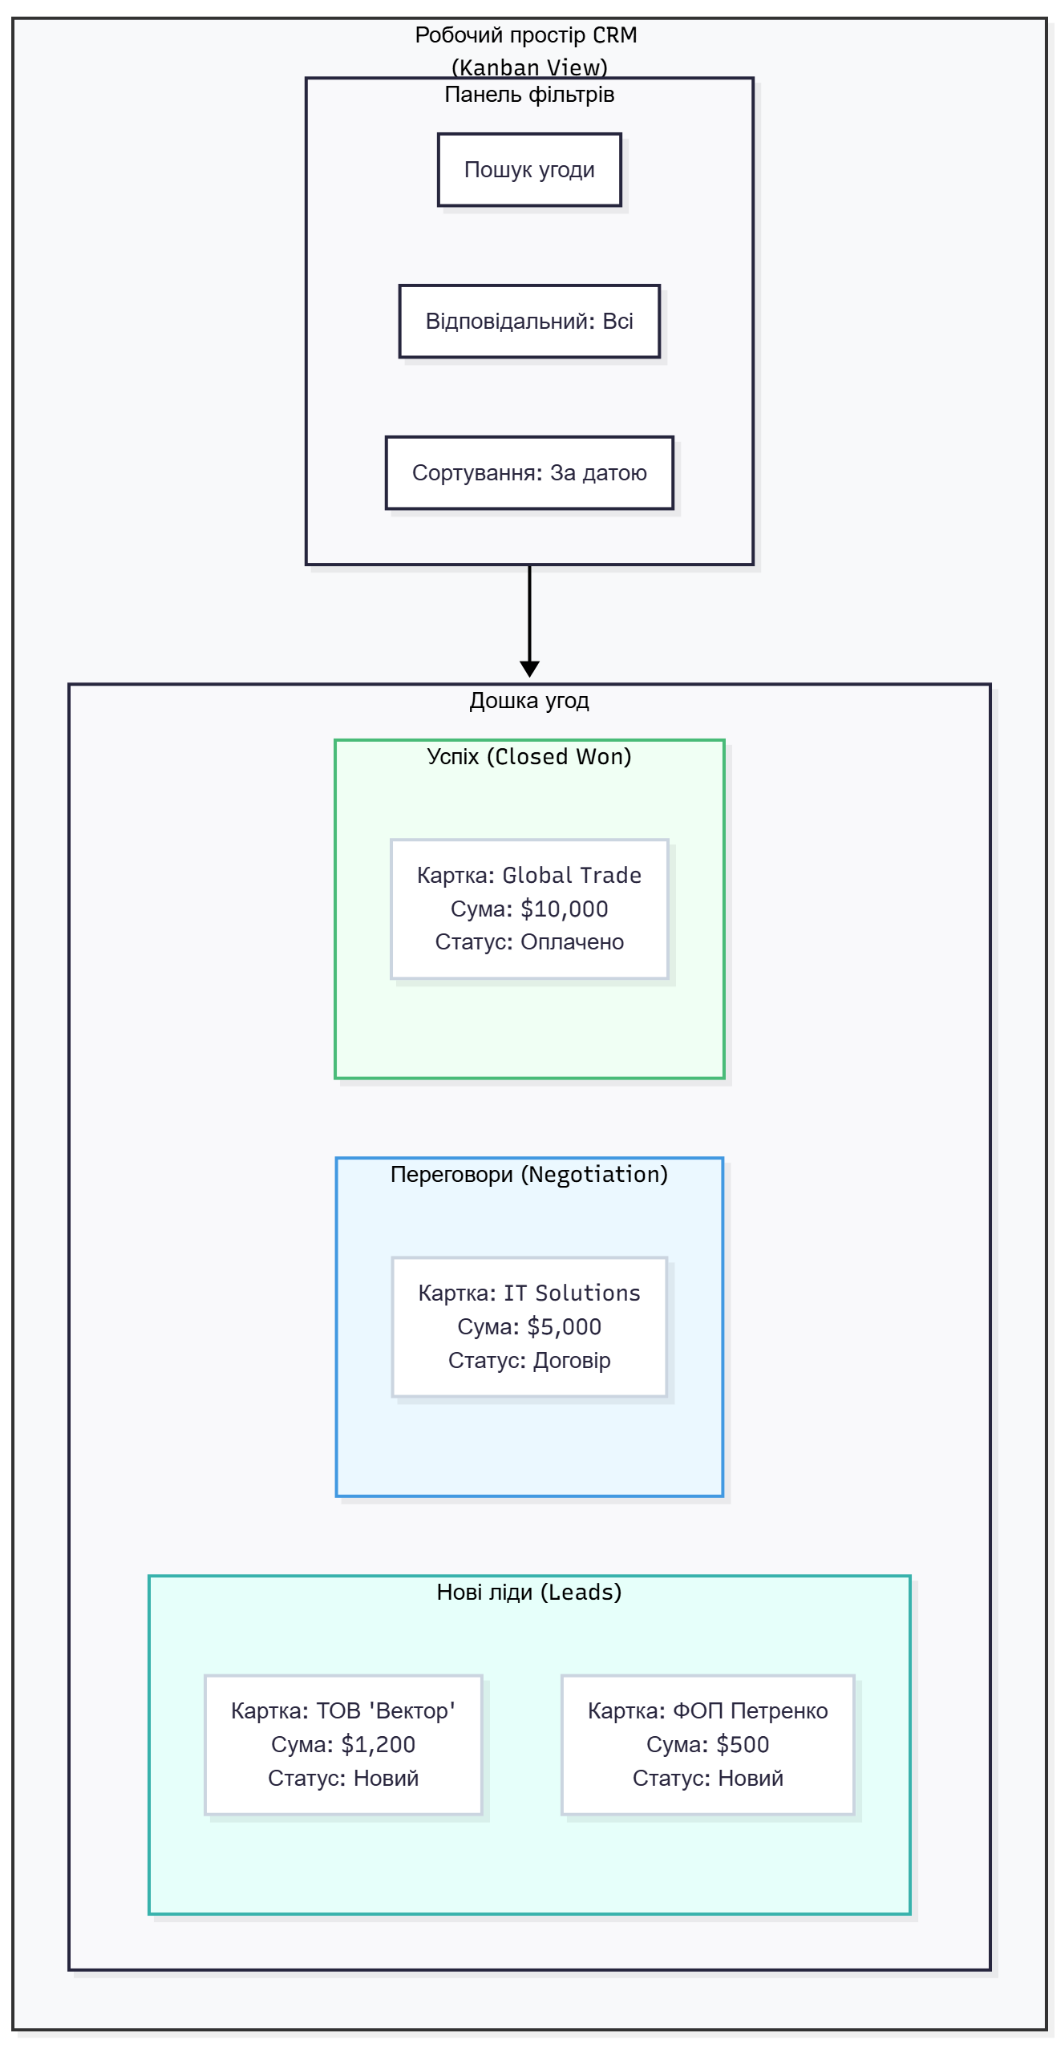 Робочий простір CRM
(Kanban View)
Панель фільтрів
Пошук угоди
Відповідальний: Всі
Сортування: За датою
Дошка угод
Успіх (Closed Won)
Картка: Global Trade
Сума: $10,000
Статус: Оплачено
Переговори (Negotiation)
Картка: IT Solutions
Сума: $5,000
Статус: Договір
Нові ліди (Leads)
Картка: ТОВ 'Вектор'
Сума: $1,200
Статус: Новий
Картка: ФОП Петренко
Сума: $500
Статус: Новий